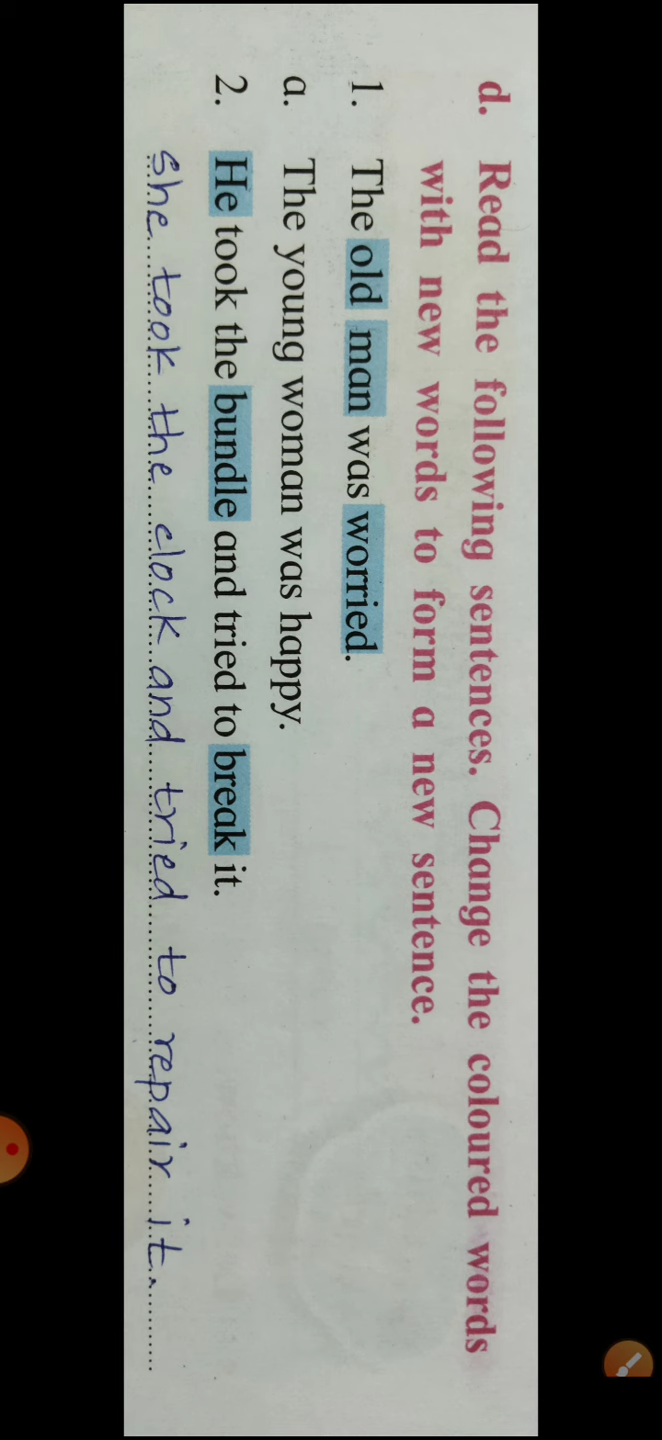 d. Read the following sentences. Change the coloured words
with new words to form a new sentence.
1. The old man was worried.
a. The young woman was happy.
2. He took the bundle and tried to break it.
She took the clock and tried to repair it.